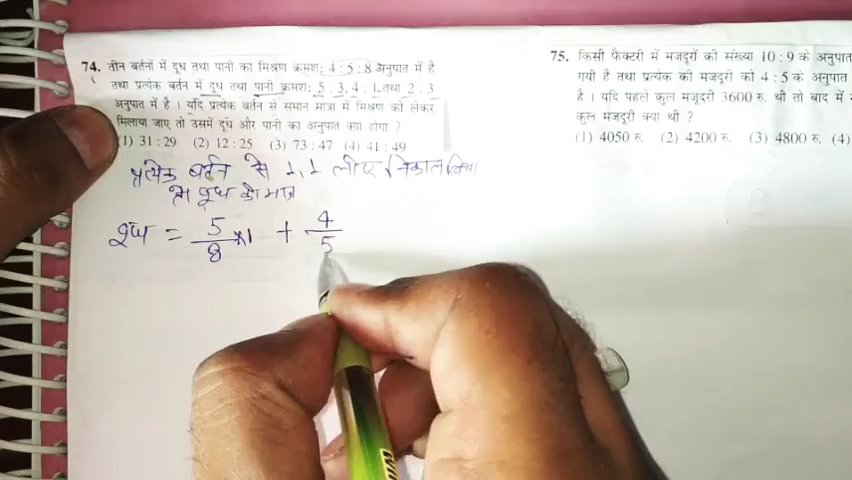 74. तीन बर्तनों में दूध तथा पानी का मिश्रण क्रमशः 4 : 5 : 8 अनुपात में है
तथा प्रत्येक बर्तन में दूध तथा पानी क्रमशः 5 : 3, 4 : 1 तथा 2 : 3
अनुपात में है । यदि प्रत्येक बर्तन से समान मात्रा में मिश्रण को लेकर
मिलाया जाए तो उसमें दूध और पानी का अनुपात क्या होगा ?
(1) 31 : 29 (2) 12 : 25 (3) 73 : 47 (4) 41 : 49
प्रत्येक बर्तन से 1, 1 लीटर निकाल लिया
दूध की मात्रा
दूध = 5/8 × 1 + 4/5
75. किसी फैक्टरी में मजदूरों की संख्या 10 : 9 के अनुपात
गयी है तथा प्रत्येक की मजदूरी को 4 : 5 के अनुपात
है । यदि पहले कुल मजदूरी 3600 रु. थी तो बाद में
कुल मजदूरी क्या थी ?
(1) 4050 रु. (2) 4200 रु. (3) 4800 रु. (4)